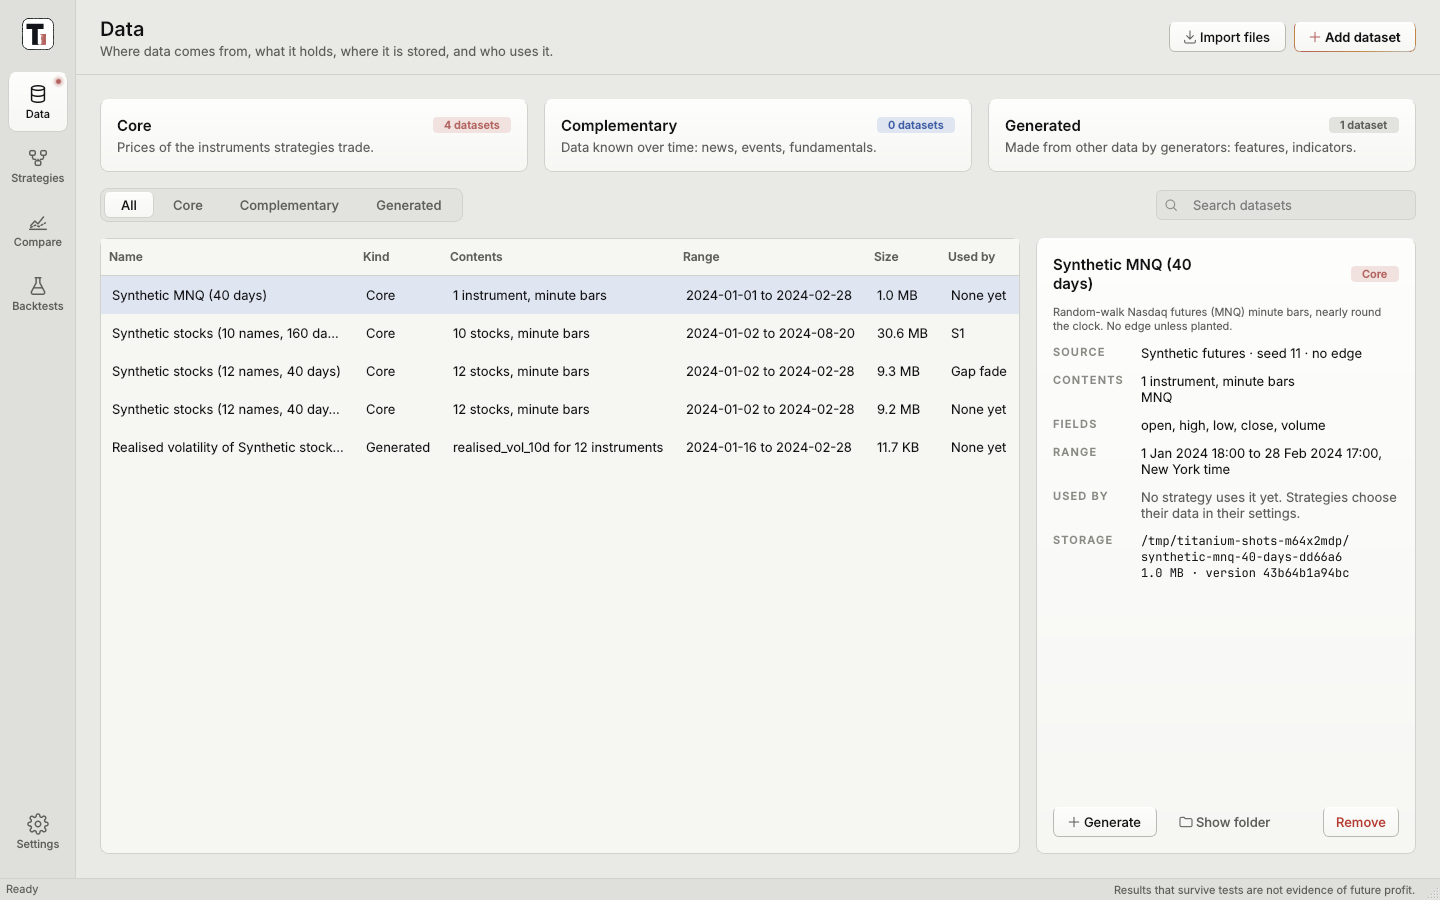 Ti
Data
Where data comes from, what it holds, where it is stored, and who uses it.
Import files
Add dataset
Data
Strategies
Compare
Backtests
Settings
Core
4 datasets
Prices of the instruments strategies trade.
Complementary
0 datasets
Data known over time: news, events, fundamentals.
Generated
1 dataset
Made from other data by generators: features, indicators.
All Core Complementary Generated
Search datasets
Name Kind Contents Range Size Used by
Synthetic MNQ (40 days) Core 1 instrument, minute bars 2024-01-01 to 2024-02-28 1.0 MB None yet
Synthetic stocks (10 names, 160 da... Core 10 stocks, minute bars 2024-01-02 to 2024-08-20 30.6 MB S1
Synthetic stocks (12 names, 40 days) Core 12 stocks, minute bars 2024-01-02 to 2024-02-28 9.3 MB Gap fade
Synthetic stocks (12 names, 40 day... Core 12 stocks, minute bars 2024-01-02 to 2024-02-28 9.2 MB None yet
Realised volatility of Synthetic stock... Generated realised_vol_10d for 12 instruments 2024-01-16 to 2024-02-28 11.7 KB None yet
Synthetic MNQ (40
days)
Core
Random-walk Nasdaq futures (MNQ) minute bars, nearly round
the clock. No edge unless planted.
SOURCE Synthetic futures · seed 11 · no edge
CONTENTS 1 instrument, minute bars
MNQ
FIELDS open, high, low, close, volume
RANGE 1 Jan 2024 18:00 to 28 Feb 2024 17:00,
New York time
USED BY No strategy uses it yet. Strategies choose
their data in their settings.
STORAGE /tmp/titanium-shots-m64x2mdp/
synthetic-mnq-40-days-dd66a6
1.0 MB · version 43b64b1a94bc
Generate
Show folder
Remove
Ready
Results that survive tests are not evidence of future profit.